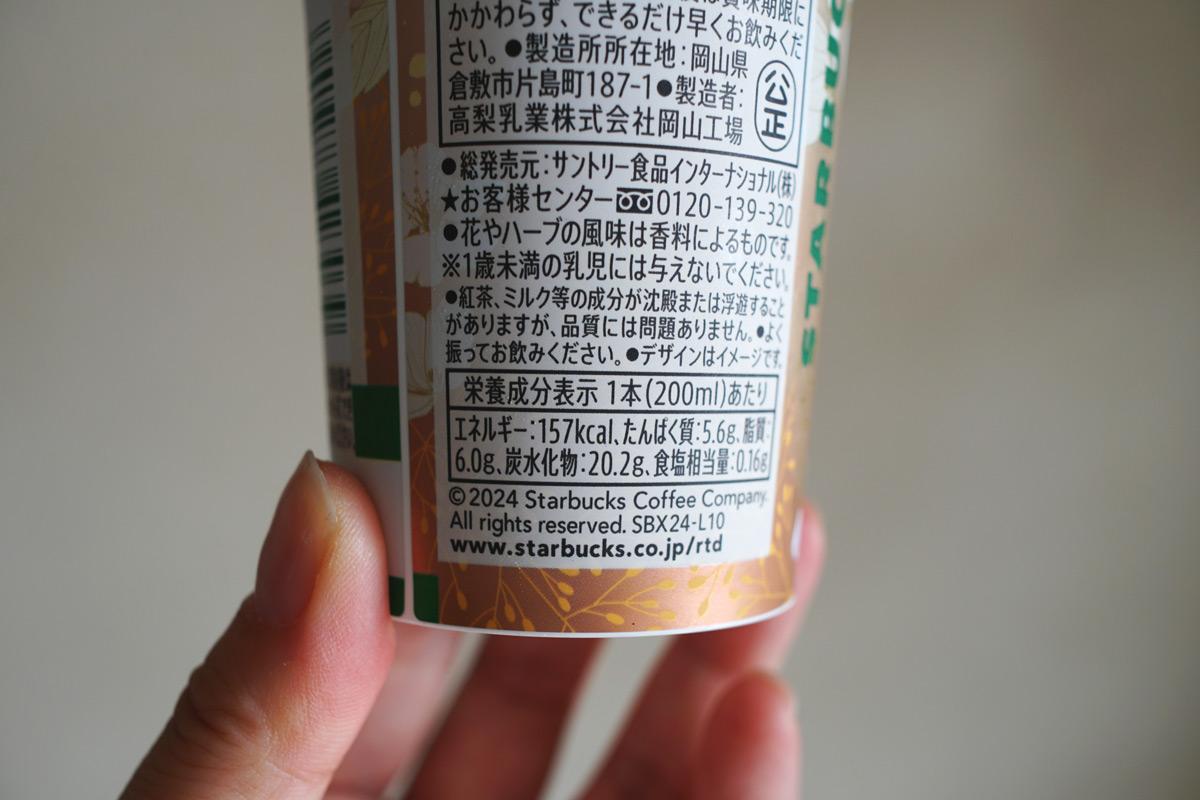 賞味期限に
かかわらず、できるだけ早くお飲みくだ
さい。●製造所所在地:岡山県
倉敷市片島町187-1●製造者:
高梨乳業株式会社岡山工場
公正
●総発売元:サントリー食品インターナショナル(株)
★お客様センター 0120-139-320
●花やハーブの風味は香料によるものです。
※1歳未満の乳児には与えないでください。
●紅茶、ミルク等の成分が沈殿または浮遊すること
がありますが、品質には問題ありません。●よく
振ってお飲みください。●デザインはイメージです。
栄養成分表示 1本(200ml)あたり
エネルギー:157kcal、たんぱく質:5.6g、脂質:
6.0g、炭水化物:20.2g、食塩相当量:0.16g
©2024 Starbucks Coffee Company.
All rights reserved. SBX24-L10
www.starbucks.co.jp/rtd
STARBUC